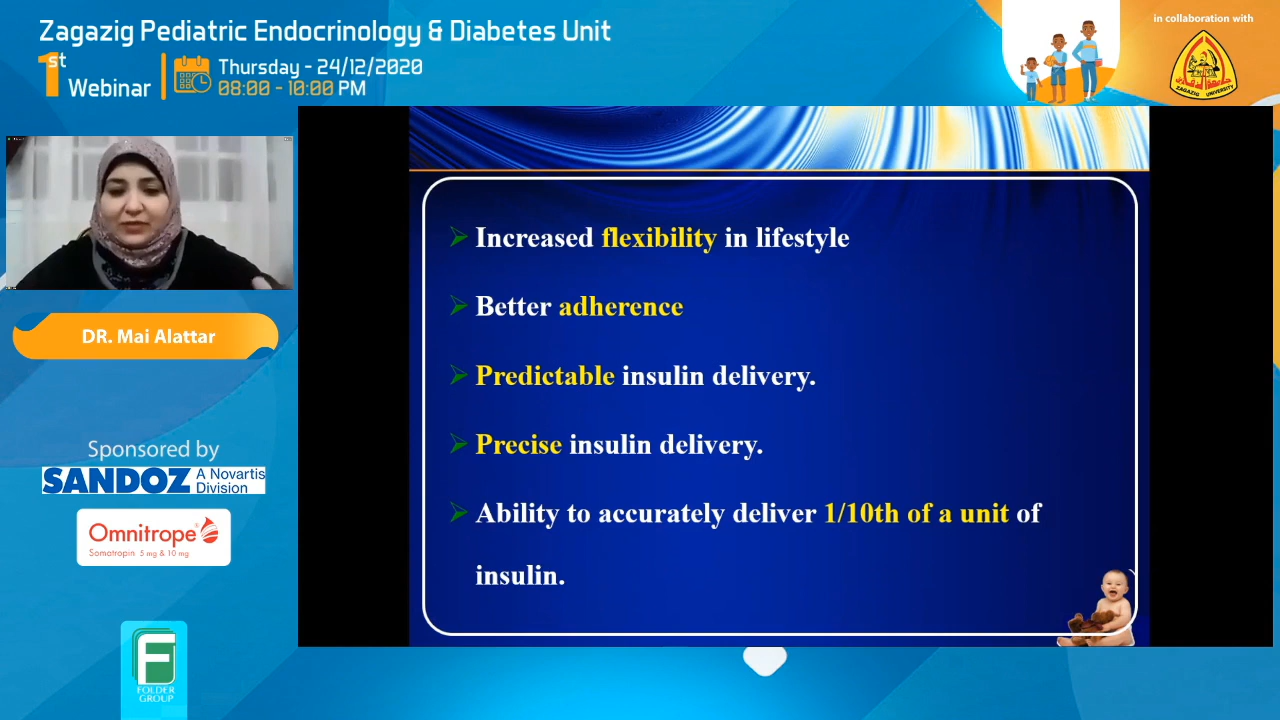 Zagazig Pediatric Endocrinology & Diabetes Unit
1st Webinar
Thursday - 24/12/2020
08:00 - 10:00 PM
in collaboration with
ZAGAZIG UNIVERSITY
DR. Mai Alattar
Sponsored by
SANDOZ A Novartis
Division
Omnitrope
Somatropin 5 mg & 10 mg
F
FOLDER
GROUP
Increased flexibility in lifestyle
Better adherence
Predictable insulin delivery.
Precise insulin delivery.
Ability to accurately deliver 1/10th of a unit of
insulin.